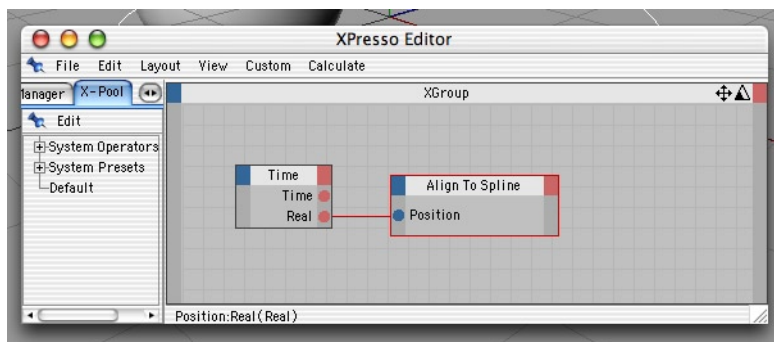 XPresso Editor
File Edit Layout View Custom Calculate
Manager X-Pool
XGroup
Edit
System Operators
System Presets
Default
Time
Time
Real
Align To Spline
Position
Position:Real(Real)